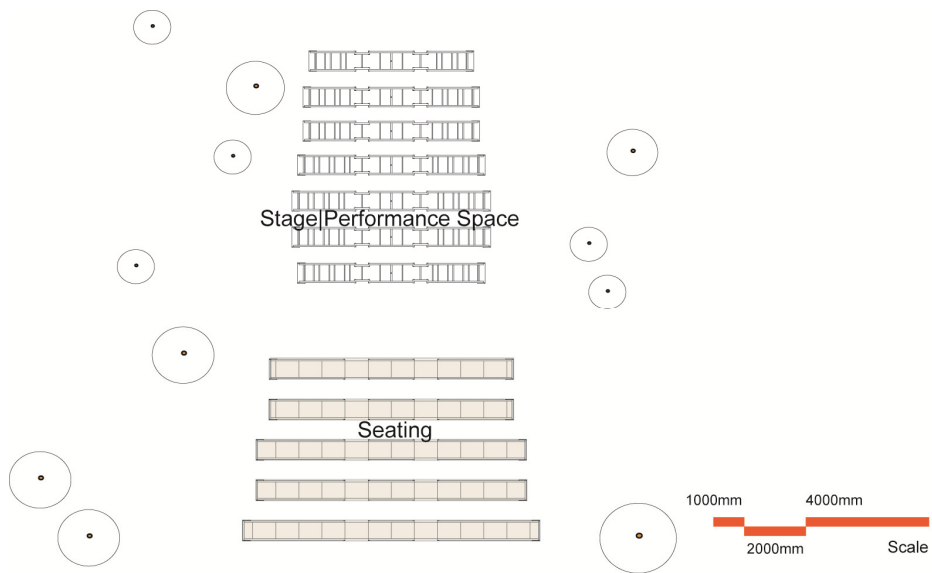 Stage|Performance Space
Seating
1000mm
4000mm
2000mm
Scale